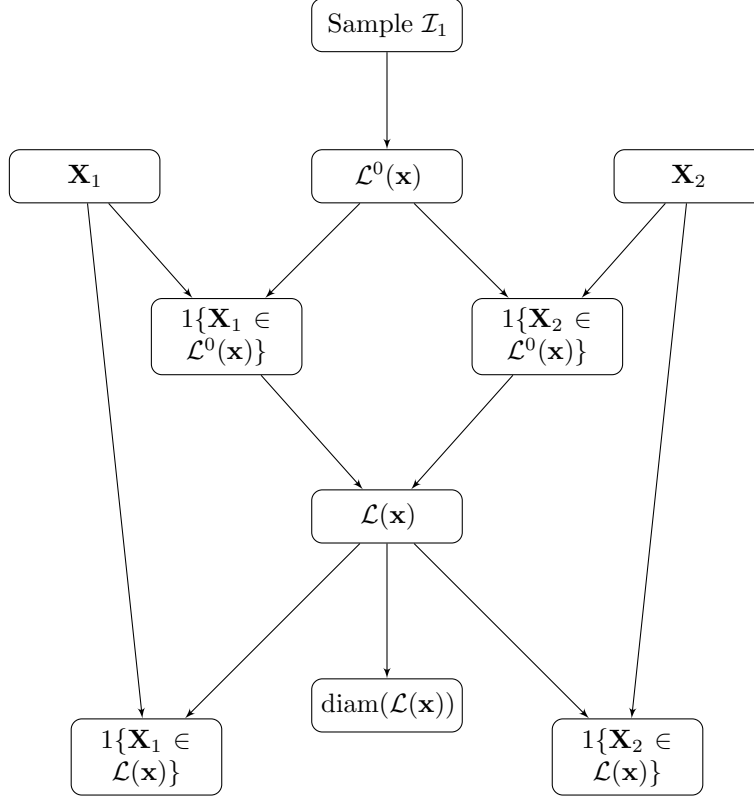 Sample ℐ₁
𝐗₁
ℒ⁰(𝐱)
𝐗₂
1{𝐗₁ ∈
ℒ⁰(𝐱)}
1{𝐗₂ ∈
ℒ⁰(𝐱)}
ℒ(𝐱)
diam(ℒ(𝐱))
1{𝐗₁ ∈
ℒ(𝐱)}
1{𝐗₂ ∈
ℒ(𝐱)}